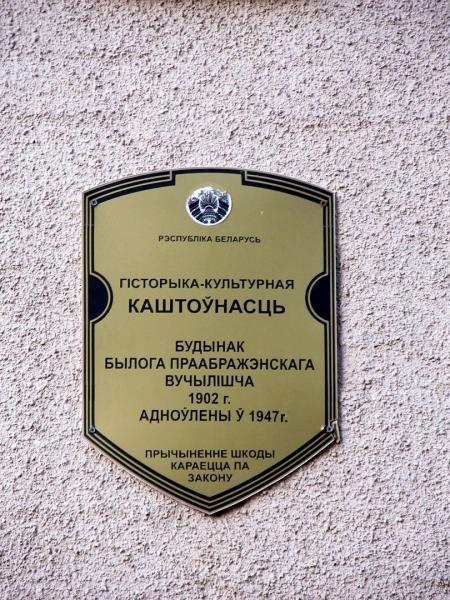 РЭСПУБЛІКА БЕЛАРУСЬ
ГІСТОРЫКА-КУЛЬТУРНАЯ
КАШТОЎНАСЦЬ
БУДЫНАК
БЫЛОГА ПРААБРАЖЭНСКАГА
ВУЧЫЛІШЧА
1902 г.
АДНОЎЛЕНЫ Ў 1947г.
ПРЫЧЫНЕННЕ ШКОДЫ
КАРАЕЦЦА ПА
ЗАКОНУ